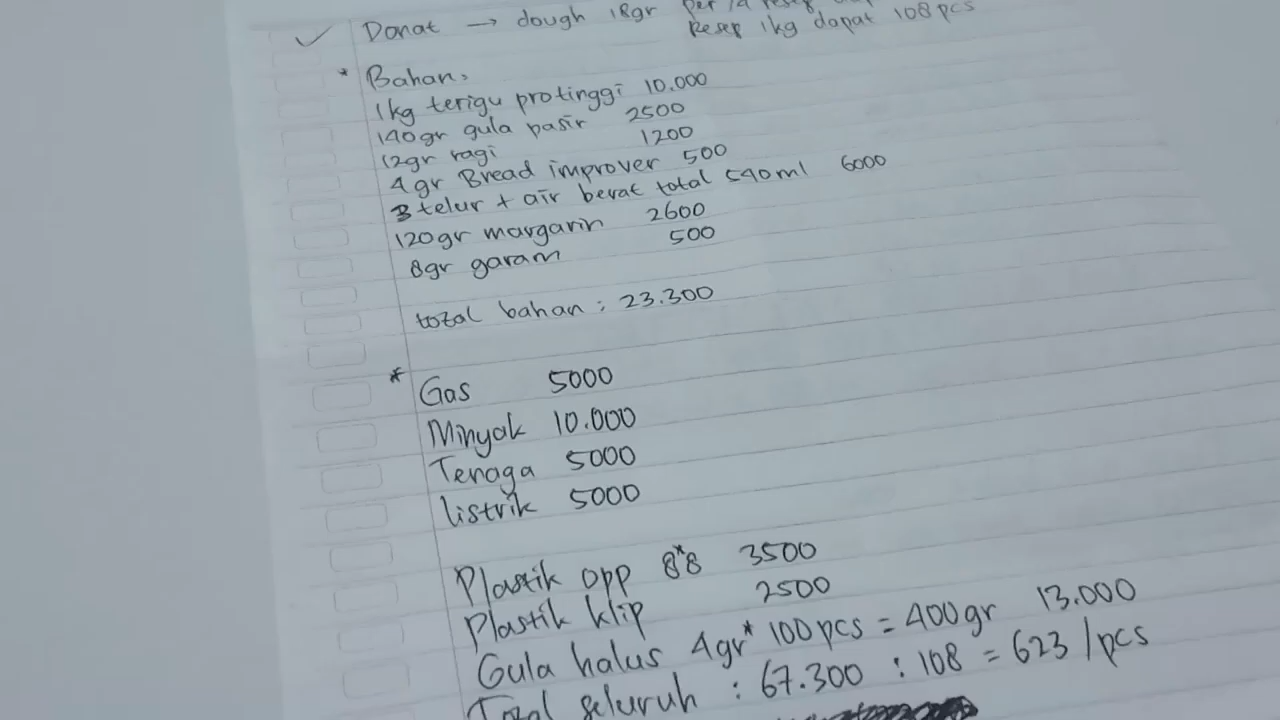 Donat → dough 18gr per
Resep 1kg dapat 108 pcs
* Bahan:
1kg terigu protinggi 10.000
140gr gula pasir 2500
12gr ragi 1200
4gr Bread improver 500
3 telur + air berat total 540ml 6000
120gr margarin 2600
8gr garam 500
total bahan : 23.300
* Gas 5000
Minyak 10.000
Tenaga 5000
listrik 5000
Plastik opp 8*8 3500
Plastik klip 2500
Gula halus 4gr * 100pcs = 400gr 13.000
Total seluruh : 67.300 : 108 = 623 /pcs